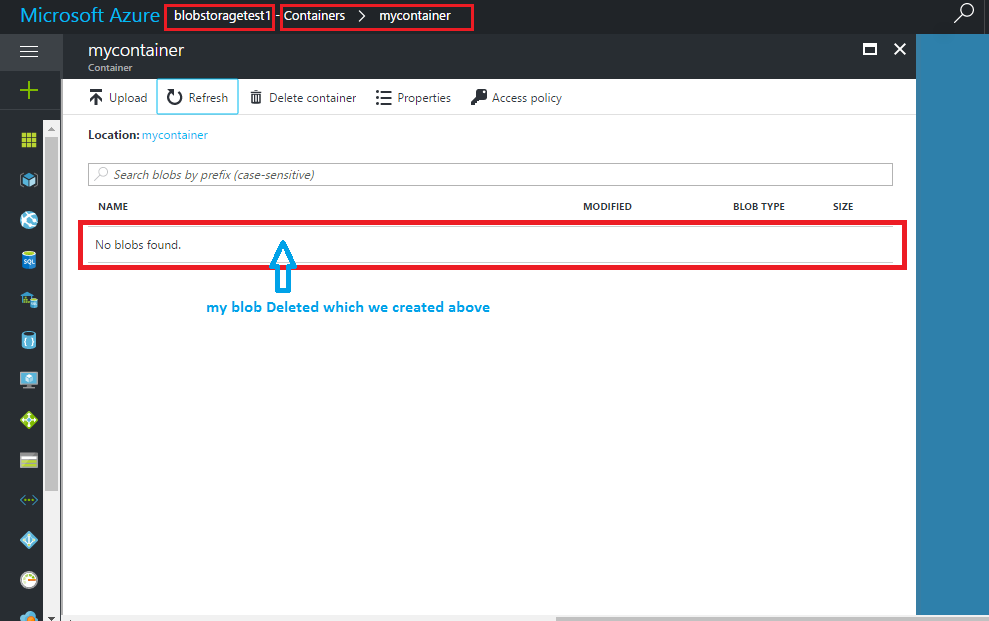 Microsoft Azure blobstoragetest1 - Containers > mycontainer
mycontainer
Container
Upload Refresh Delete container Properties Access policy
Location: mycontainer
Search blobs by prefix (case-sensitive)
NAME MODIFIED BLOB TYPE SIZE
No blobs found.
my blob Deleted which we created above
SQL